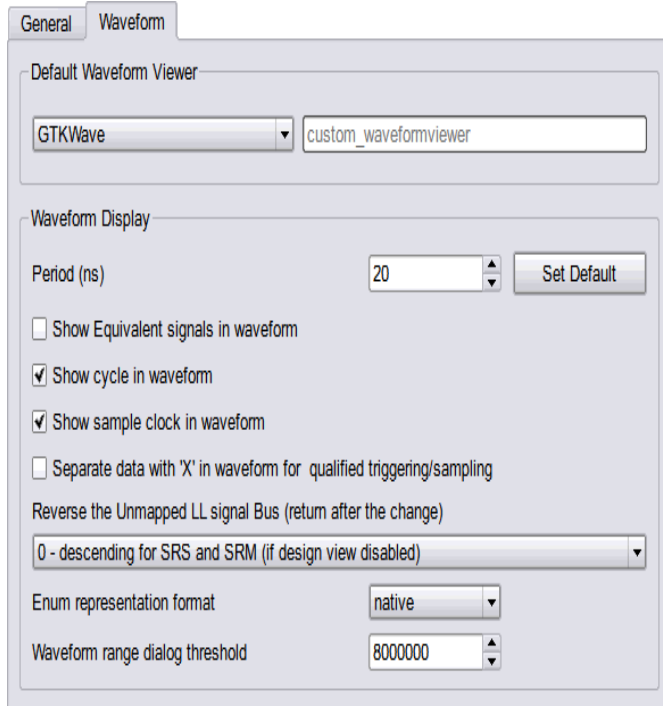 General Waveform
Default Waveform Viewer
GTKWave custom_waveformviewer
Waveform Display
Period (ns) 20 Set Default
Show Equivalent signals in waveform
Show cycle in waveform
Show sample clock in waveform
Separate data with 'X' in waveform for qualified triggering/sampling
Reverse the Unmapped LL signal Bus (return after the change)
0 - descending for SRS and SRM (if design view disabled)
Enum representation format native
Waveform range dialog threshold 8000000